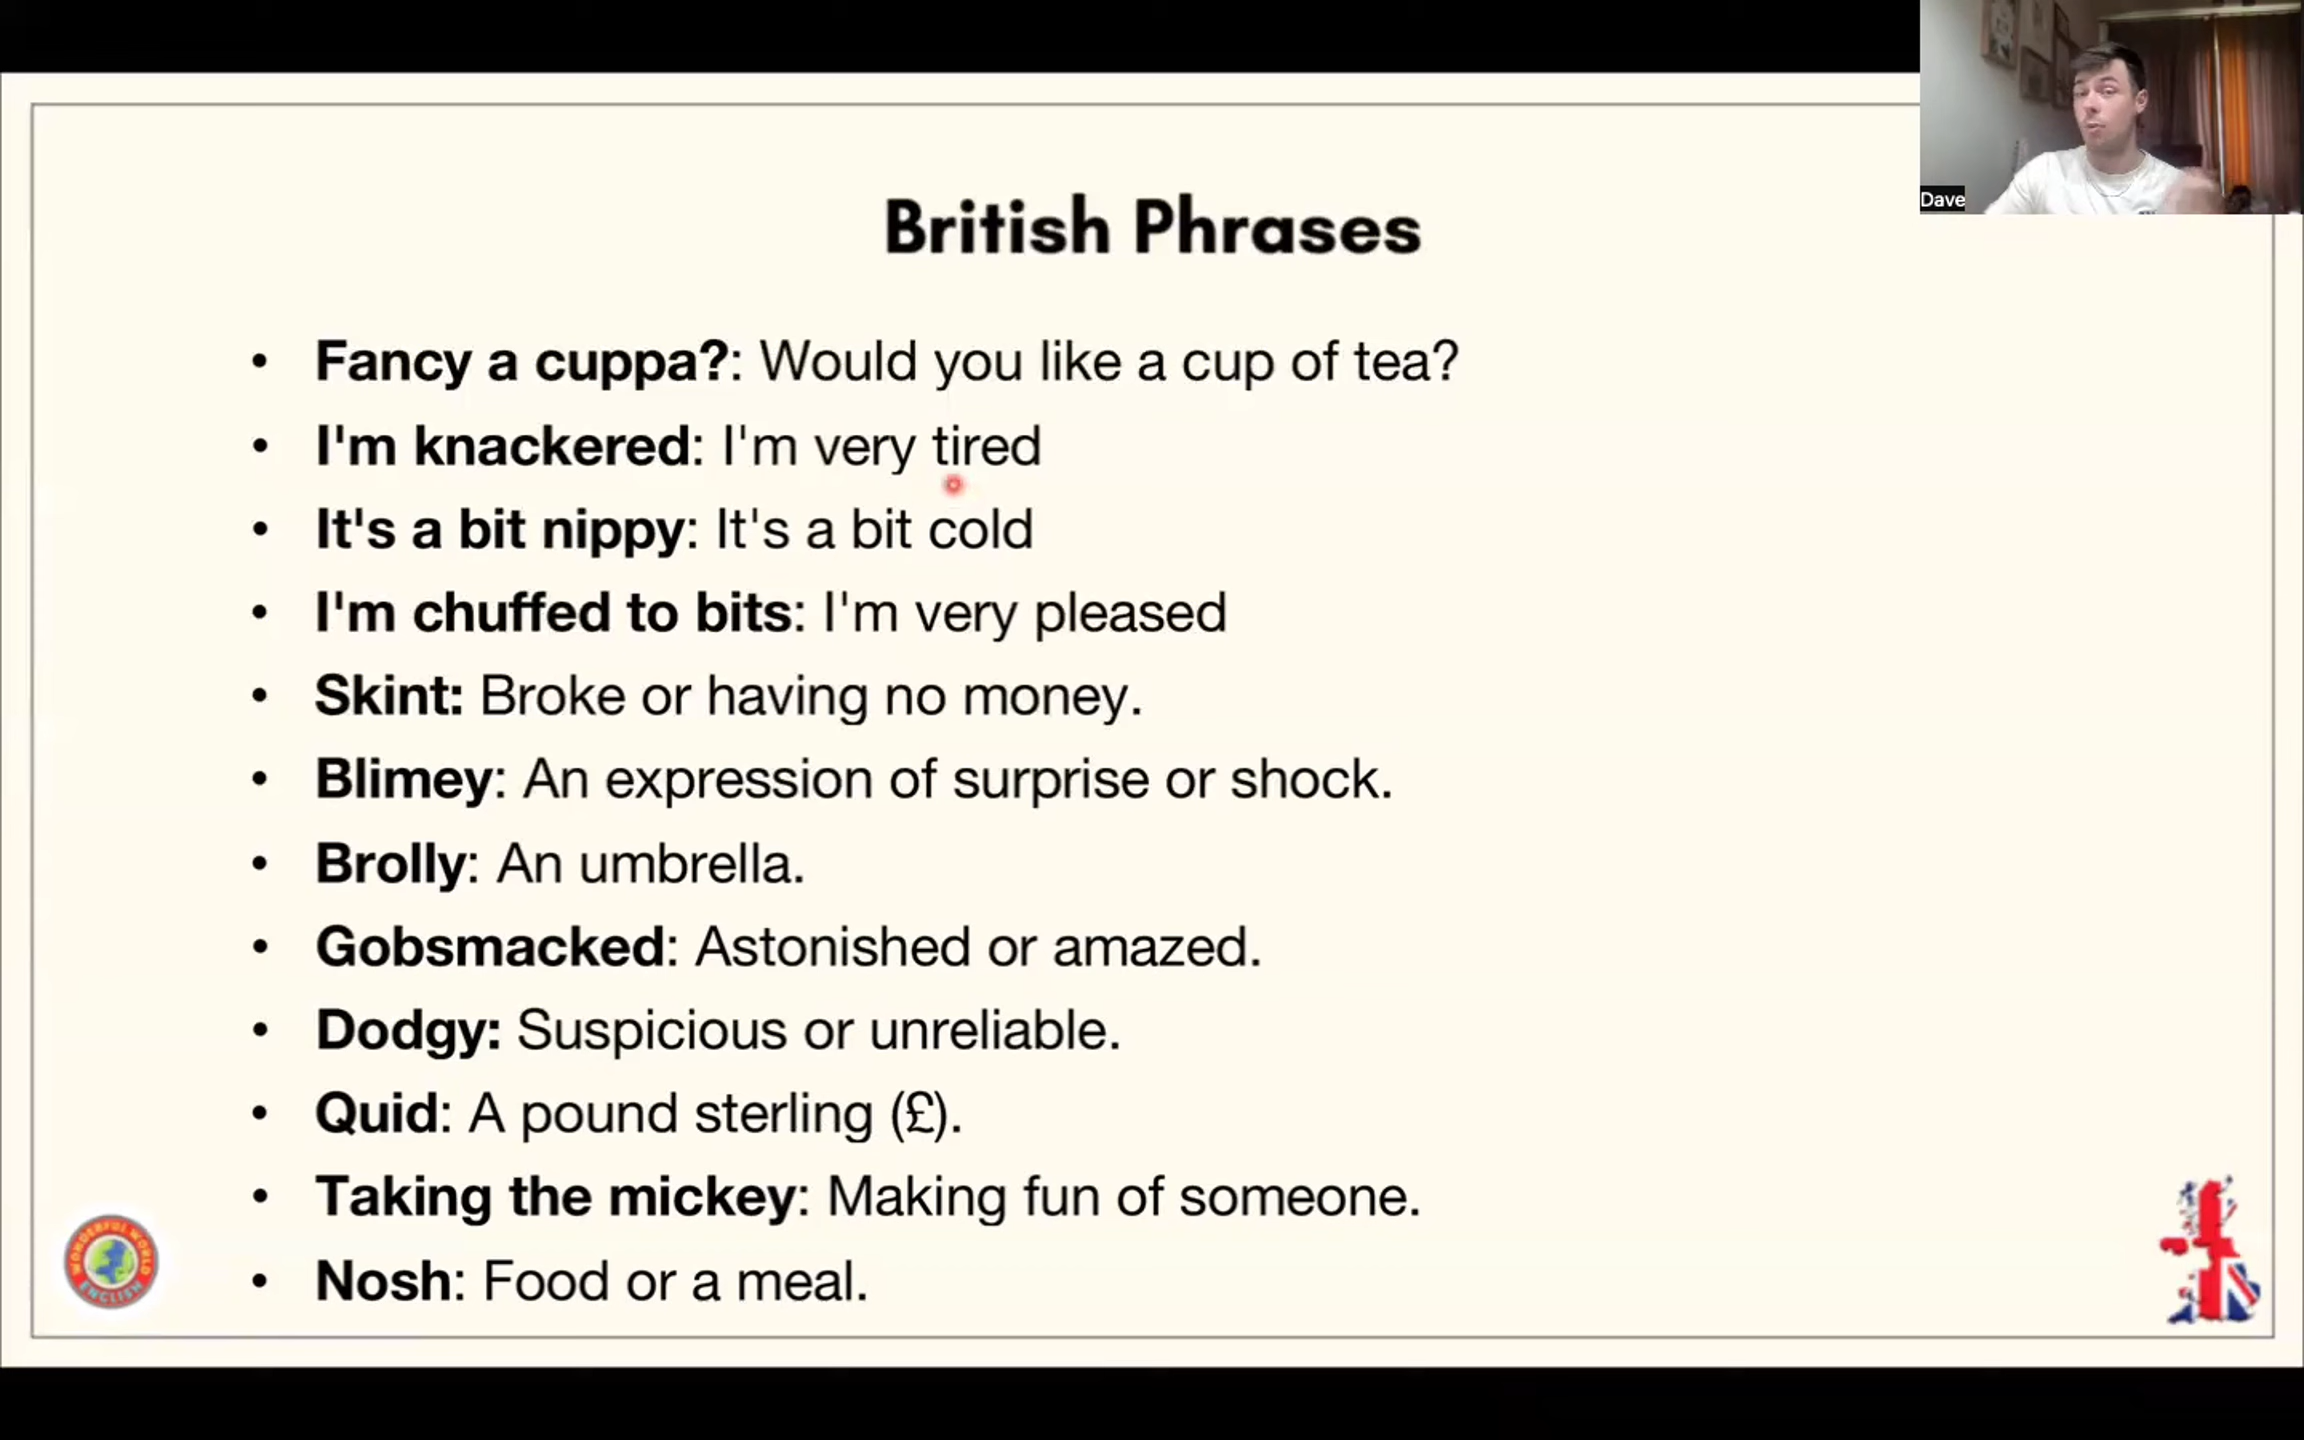 Dave
British Phrases
• Fancy a cuppa?: Would you like a cup of tea?
• I'm knackered: I'm very tired
• It's a bit nippy: It's a bit cold
• I'm chuffed to bits: I'm very pleased
• Skint: Broke or having no money.
• Blimey: An expression of surprise or shock.
• Brolly: An umbrella.
• Gobsmacked: Astonished or amazed.
• Dodgy: Suspicious or unreliable.
• Quid: A pound sterling (£).
• Taking the mickey: Making fun of someone.
• Nosh: Food or a meal.
WONDERFUL WORLD
ENGLISH